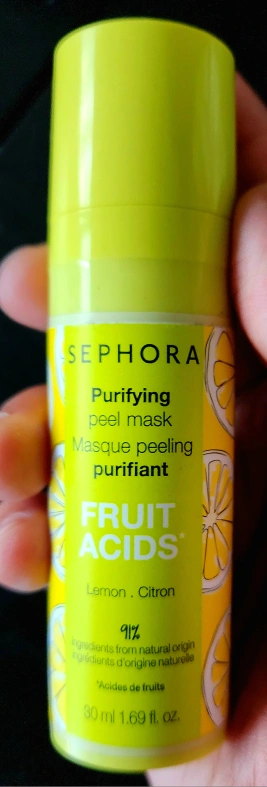 SEPHORA
Purifying
peel mask
Masque peeling
purifiant
FRUIT
ACIDS*
Lemon . Citron
91%
ingredients from natural origin
ingrédients d'origine naturelle
*Acides de fruits
30 ml 1.69 fl. oz.